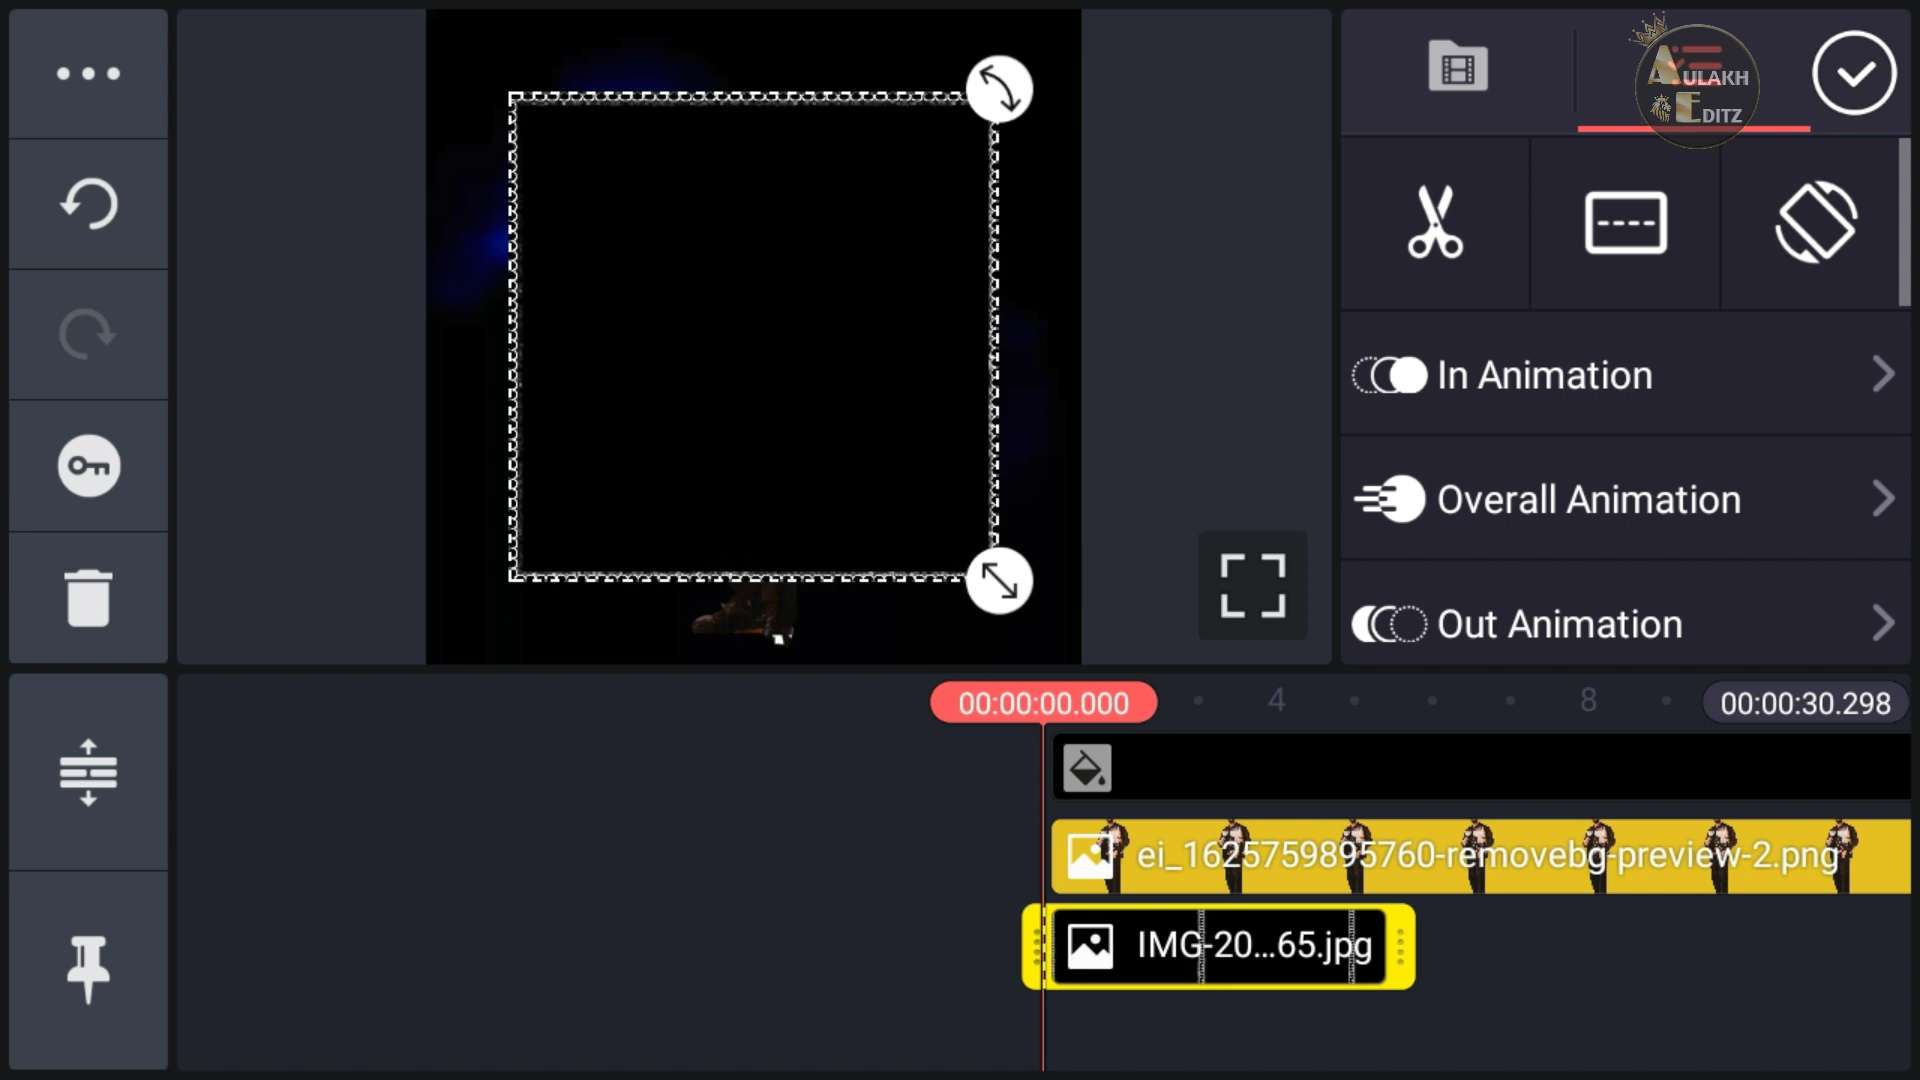 AULAKH
EDITZ
In Animation
Overall Animation
Out Animation
00:00:00.000
4
8
00:00:30.298
ei_1625759895760-removebg-preview-2.png
IMG-20...65.jpg